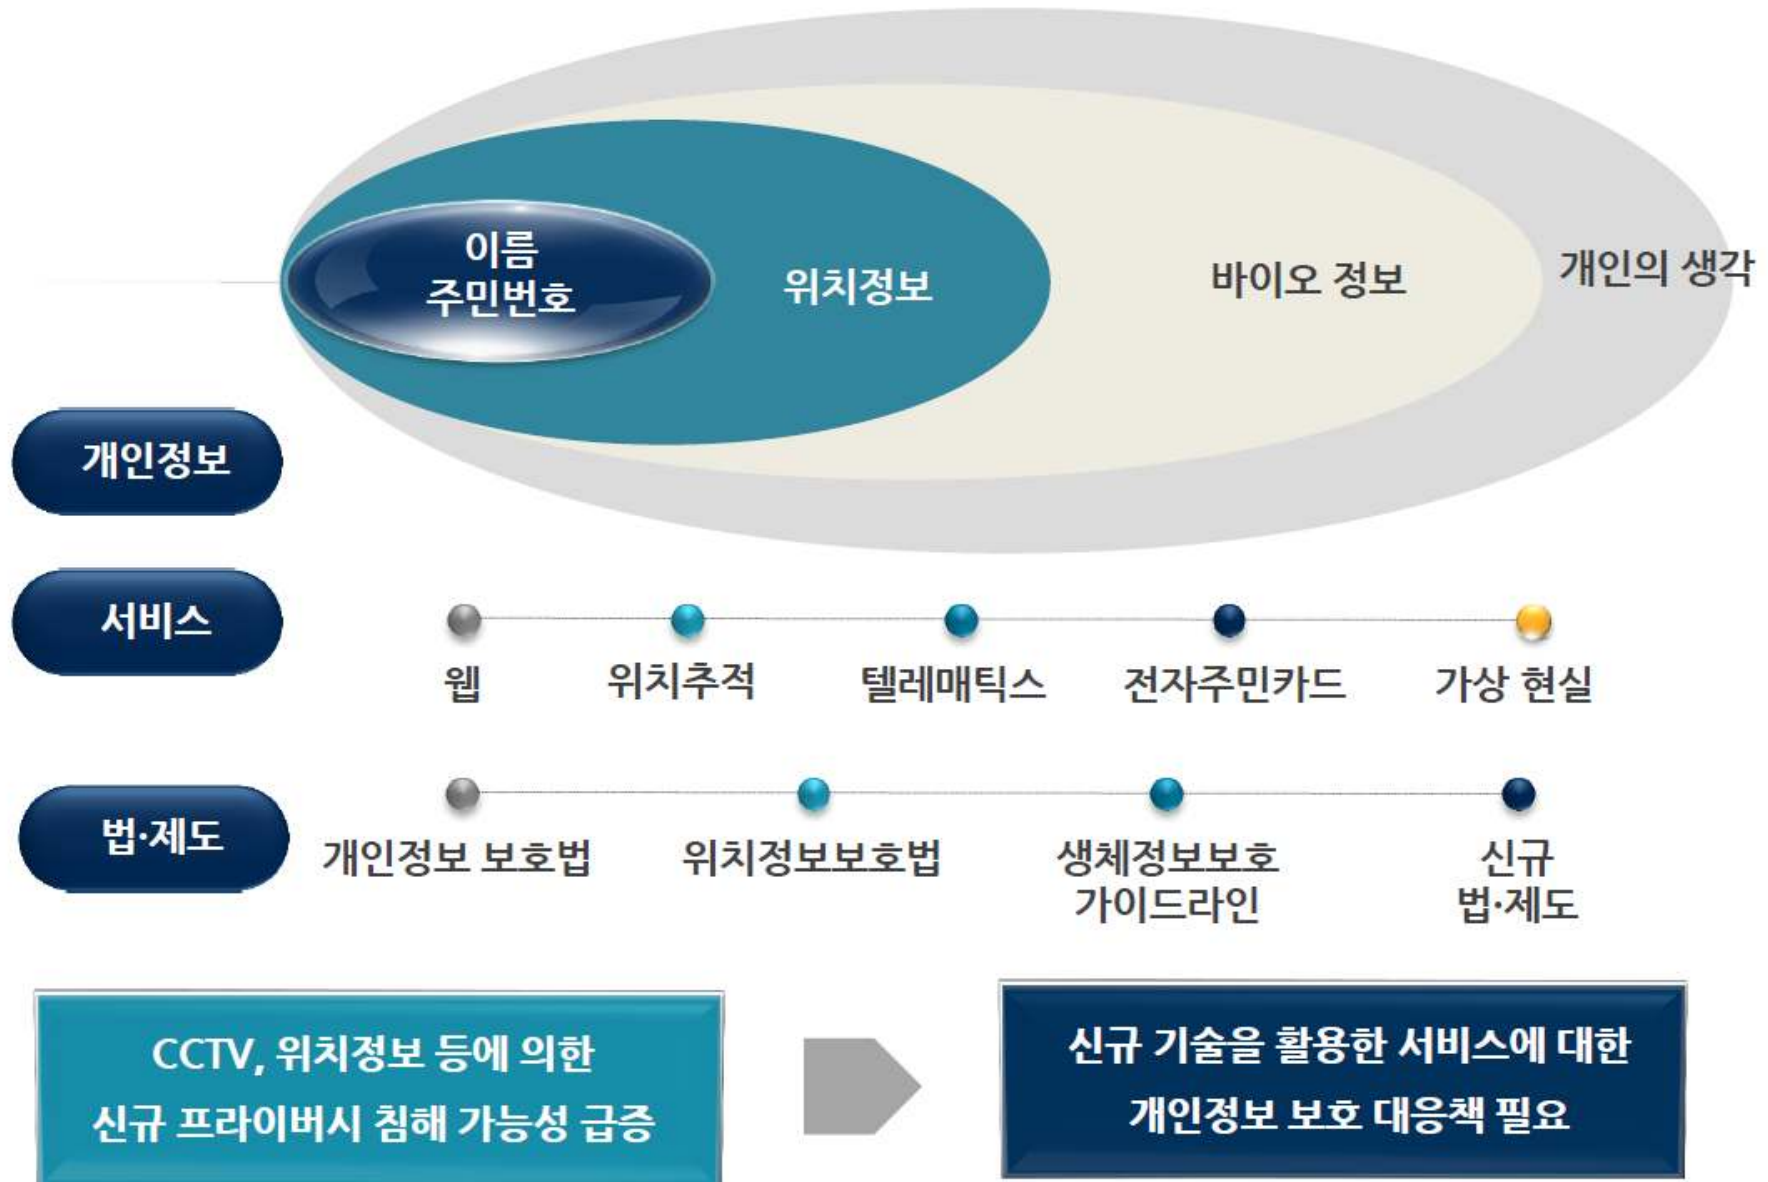 이름
주민번호
위치정보
바이오 정보
개인의 생각
개인정보
서비스
웹
위치추적
텔레매틱스
전자주민카드
가상 현실
법·제도
개인정보 보호법
위치정보보호법
생체정보보호
가이드라인
신규
법·제도
CCTV, 위치정보 등에 의한
신규 프라이버시 침해 가능성 급증
신규 기술을 활용한 서비스에 대한
개인정보 보호 대응책 필요